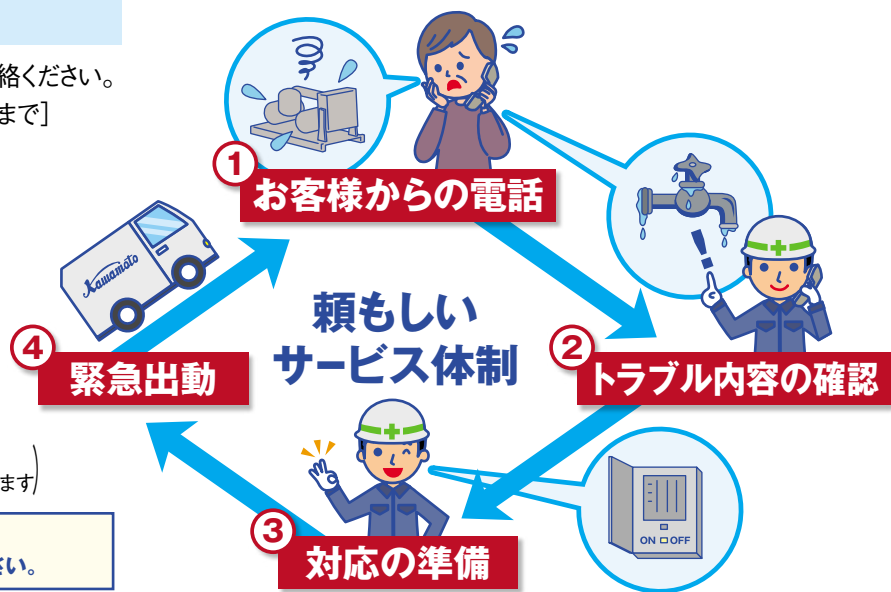 絡ください。
まで］
①
お客様からの電話
Kawamoto
頼もしい
サービス体制
②
トラブル内容の確認
④
緊急出動
ます)
③
対応の準備
ON OFF
さい。